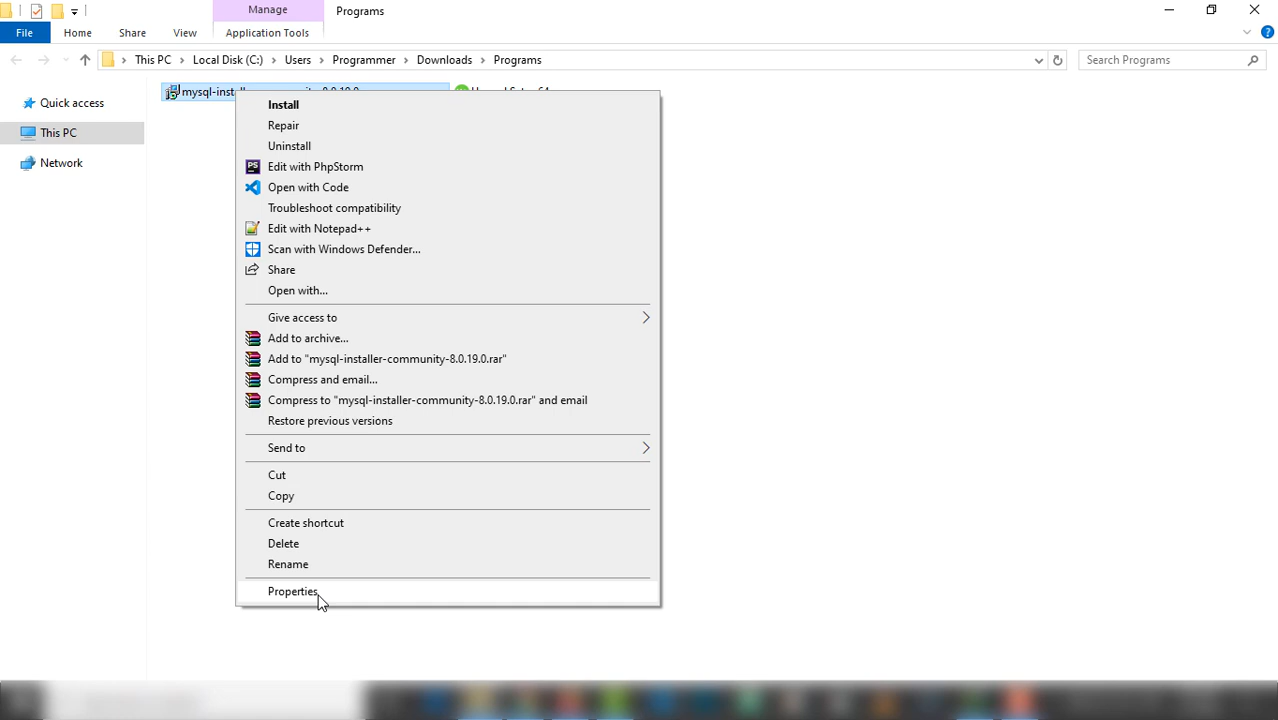 Manage
Programs
File
Home
Share
View
Application Tools
This PC
Local Disk (C:)
Users
Programmer
Downloads
Programs
Search Programs
Quick access
This PC
Network
mysql-inst
Install
Repair
Uninstall
Edit with PhpStorm
Open with Code
Troubleshoot compatibility
Edit with Notepad++
Scan with Windows Defender...
Share
Open with...
Give access to
Add to archive...
Add to "mysql-installer-community-8.0.19.0.rar"
Compress and email...
Compress to "mysql-installer-community-8.0.19.0.rar" and email
Restore previous versions
Send to
Cut
Copy
Create shortcut
Delete
Rename
Properties